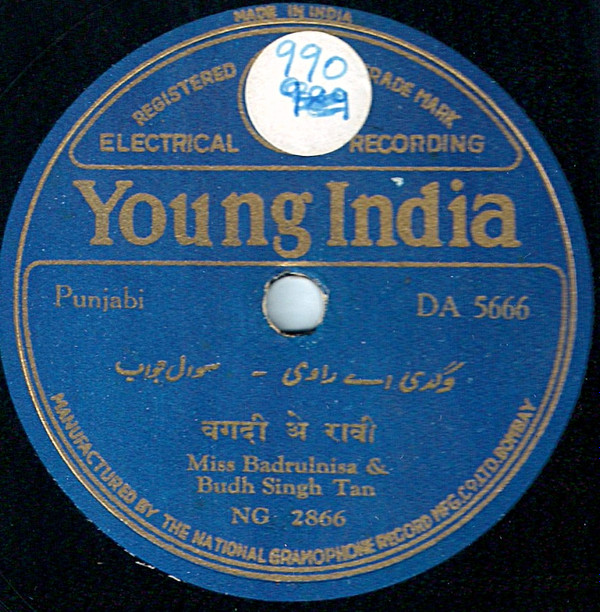 MADE IN INDIA
990
989
REGISTERED TRADE MARK
ELECTRICAL RECORDING
Young India
Punjabi DA 5666
وگدی اے راوی - سوال جواب
वगदी अे रावी
Miss Badrulnisa &
Budh Singh Tan
NG 2866
MANUFACTURED BY THE NATIONAL GRAMOPHONE RECORD MFG.CO.LTD.BOMBAY